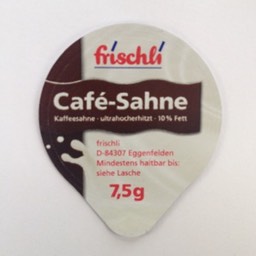 frischli
Café-Sahne
Kaffeesahne · ultrahocherhitzt · 10% Fett
frischli
D-84307 Eggenfelden
Mindestens haltbar bis:
siehe Lasche
7,5g